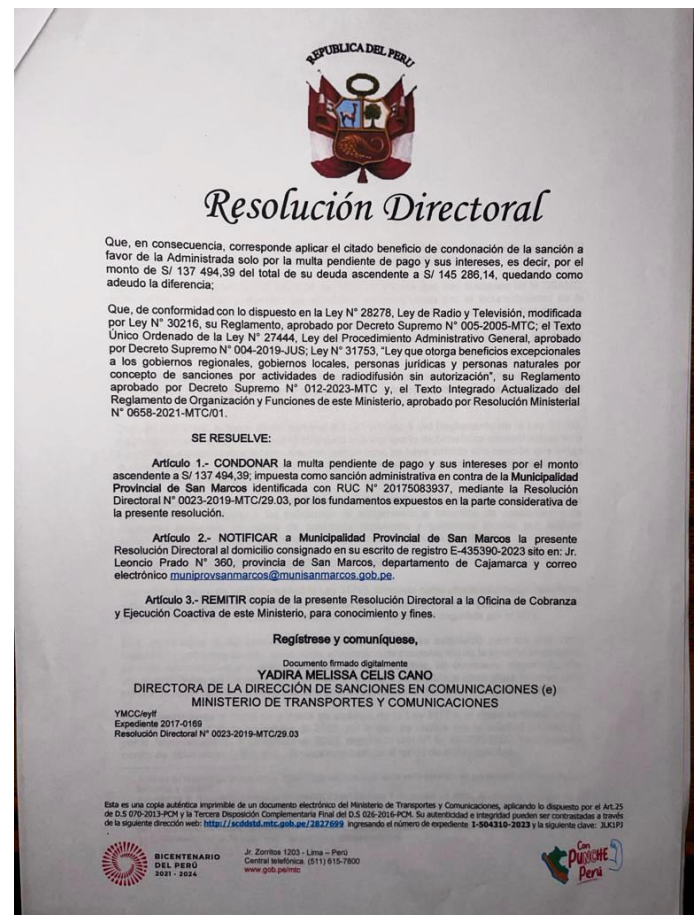 REPUBLICA DEL PERU
Resolución Directoral
Que, en consecuencia, corresponde aplicar el citado beneficio de condonación de la sanción a
favor de la Administrada solo por la multa pendiente de pago y sus intereses, es decir, por el
monto de S/ 137 494,39 del total de su deuda ascendente a S/ 145 286,14, quedando como
adeudo la diferencia;
Que, de conformidad con lo dispuesto en la Ley N° 28278, Ley de Radio y Televisión, modificada
por Ley N° 30216, su Reglamento, aprobado por Decreto Supremo N° 005-2005-MTC; el Texto
Único Ordenado de la Ley N° 27444, Ley del Procedimiento Administrativo General, aprobado
por Decreto Supremo N° 004-2019-JUS; Ley N° 31753, "Ley que otorga beneficios excepcionales
a los gobiernos regionales, gobiernos locales, personas jurídicas y personas naturales por
concepto de sanciones por actividades de radiodifusión sin autorización", su Reglamento
aprobado por Decreto Supremo N° 012-2023-MTC y, el Texto Integrado Actualizado del
Reglamento de Organización y Funciones de este Ministerio, aprobado por Resolución Ministerial
N° 0658-2021-MTC/01.
SE RESUELVE:
Artículo 1.- CONDONAR la multa pendiente de pago y sus intereses por el monto
ascendente a S/ 137 494,39; impuesta como sanción administrativa en contra de la Municipalidad
Provincial de San Marcos identificada con RUC N° 20175083937, mediante la Resolución
Directoral N° 0023-2019-MTC/29.03, por los fundamentos expuestos en la parte considerativa de
la presente resolución.
Artículo 2.- NOTIFICAR a Municipalidad Provincial de San Marcos la presente
Resolución Directoral al domicilio consignado en su escrito de registro E-435390-2023 sito en: Jr.
Leoncio Prado N° 360, provincia de San Marcos, departamento de Cajamarca y correo
electrónico muniprovsanmarcos@munisanmarcos.gob.pe.
Artículo 3.- REMITIR copia de la presente Resolución Directoral a la Oficina de Cobranza
y Ejecución Coactiva de este Ministerio, para conocimiento y fines.
Regístrese y comuníquese,
Documento firmado digitalmente
YADIRA MELISSA CELIS CANO
DIRECTORA DE LA DIRECCIÓN DE SANCIONES EN COMUNICACIONES (e)
MINISTERIO DE TRANSPORTES Y COMUNICACIONES
YMCC/eylf
Expediente 2017-0169
Resolución Directoral N° 0023-2019-MTC/29.03
Esta es una copia auténtica imprimible de un documento electrónico del Ministerio de Transportes y Comunicaciones, aplicando lo dispuesto por el Art.25
de D.S 070-2013-PCM y la Tercera Disposición Complementaria Final del D.S 026-2016-PCM. Su autenticidad e integridad pueden ser contrastadas a través
de la siguiente dirección web: http://scddstd.mtc.gob.pe/2827699 ingresando el número de expediente I-504310-2023 y la siguiente clave: JLK1PJ
BICENTENARIO
DEL PERÚ
2021 - 2024
Jr. Zorritos 1203 - Lima – Perú
Central telefónica. (511) 615-7800
www.gob.pe/mtc
Con
PUNCHE
Perú